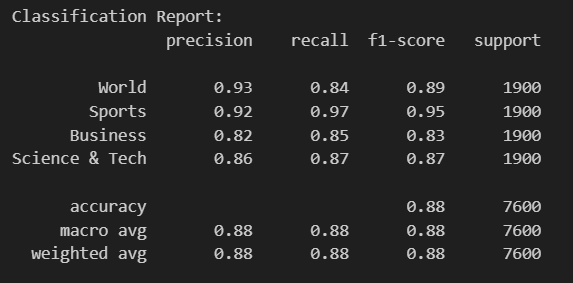 Classification Report:
precision recall f1-score support
World 0.93 0.84 0.89 1900
Sports 0.92 0.97 0.95 1900
Business 0.82 0.85 0.83 1900
Science & Tech 0.86 0.87 0.87 1900
accuracy 0.88 7600
macro avg 0.88 0.88 0.88 7600
weighted avg 0.88 0.88 0.88 7600